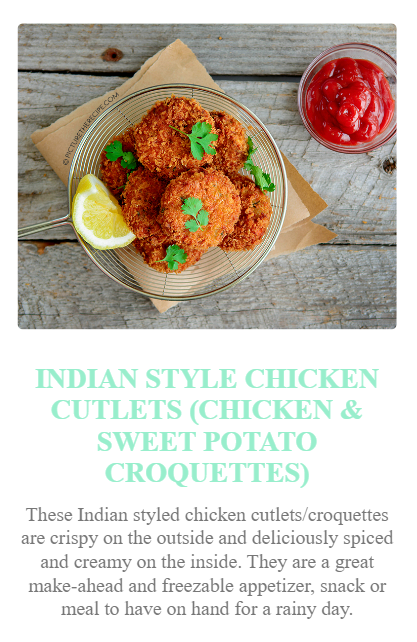 ©PICTURETHERECIPE.COM
INDIAN STYLE CHICKEN
CUTLETS (CHICKEN &
SWEET POTATO
CROQUETTES)
These Indian styled chicken cutlets/croquettes
are crispy on the outside and deliciously spiced
and creamy on the inside. They are a great
make-ahead and freezable appetizer, snack or
meal to have on hand for a rainy day.